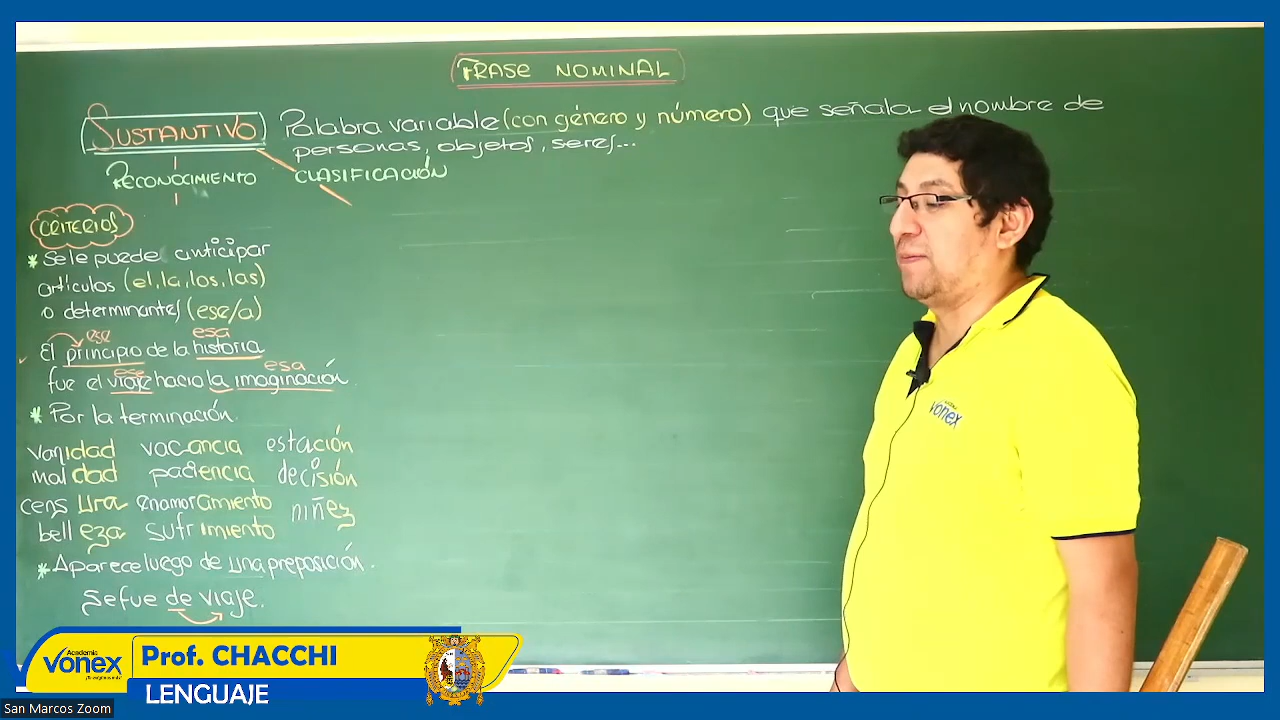 FRASE NOMINAL
SUSTANTIVO Palabra variable (con género y número) que señala el nombre de
personas, objetos, seres...
RECONOCIMIENTO CLASIFICACIÓN
CRITERIOS
* Se le puede anticipar
artículos (el, la, los, las)
o determinantes (ese/a)
ese esa
El principio de la historia
ese esa
fue el viaje hacia la imaginación.
* Por la terminación.
vanidad vacancia estación
maldad paciencia decisión
censura enamoramiento niñez
belleza sufrimiento
* Aparece luego de una preposición.
Se fue de viaje.
Academia
vonex
¡Te exigimos más!
Prof. CHACCHI
LENGUAJE
San Marcos Zoom
vonex